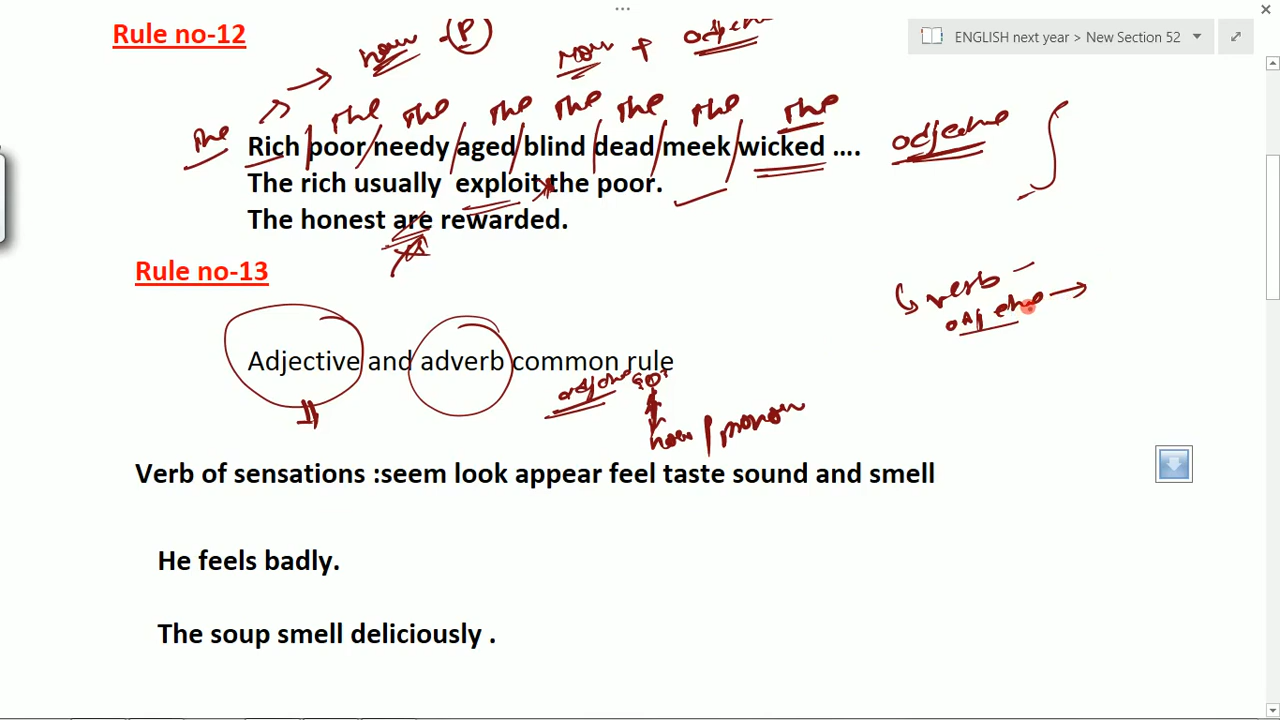 ENGLISH next year > New Section 52
Rule no-12
noun - P
noun + adjective
The The The The The The The The
Rich poor needy aged blind dead meek wicked .... adjective
The rich usually exploit the poor.
The honest are rewarded.
Rule no-13
verb -
adjective →
Adjective and adverb common rule
adjective
noun | pronoun
Verb of sensations :seem look appear feel taste sound and smell
He feels badly.
The soup smell deliciously .